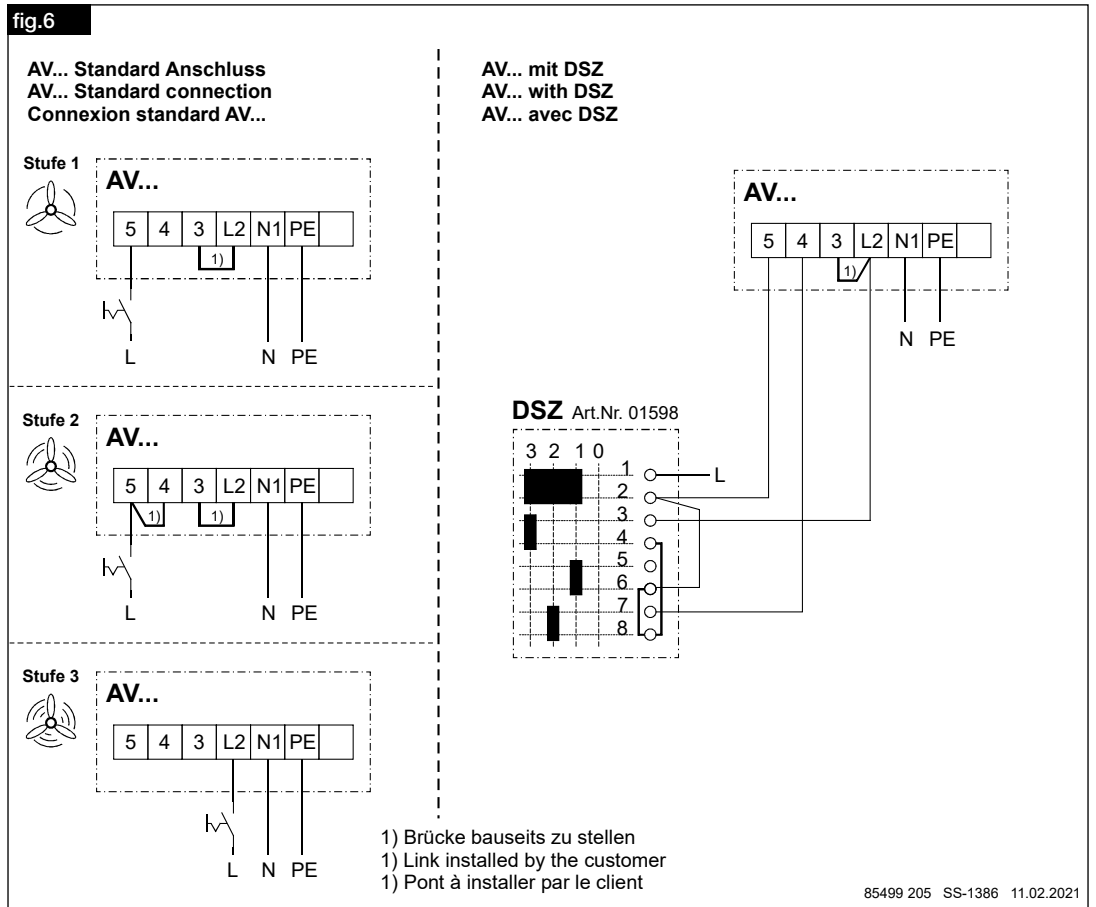 fig.6
AV... Standard Anschluss
AV... Standard connection
Connexion standard AV...
Stufe 1
AV...
5 4 3 L2 N1 PE
1)
L N PE
Stufe 2
AV...
5 4 3 L2 N1 PE
1) 1)
L N PE
Stufe 3
AV...
5 4 3 L2 N1 PE
L N PE
AV... mit DSZ
AV... with DSZ
AV... avec DSZ
AV...
5 4 3 L2 N1 PE
1)
N PE
DSZ Art.Nr. 01598
3 2 1 0
1 L
2
3
4
5
6
7
8
1) Brücke bauseits zu stellen
1) Link installed by the customer
1) Pont à installer par le client
85499 205 SS-1386 11.02.2021